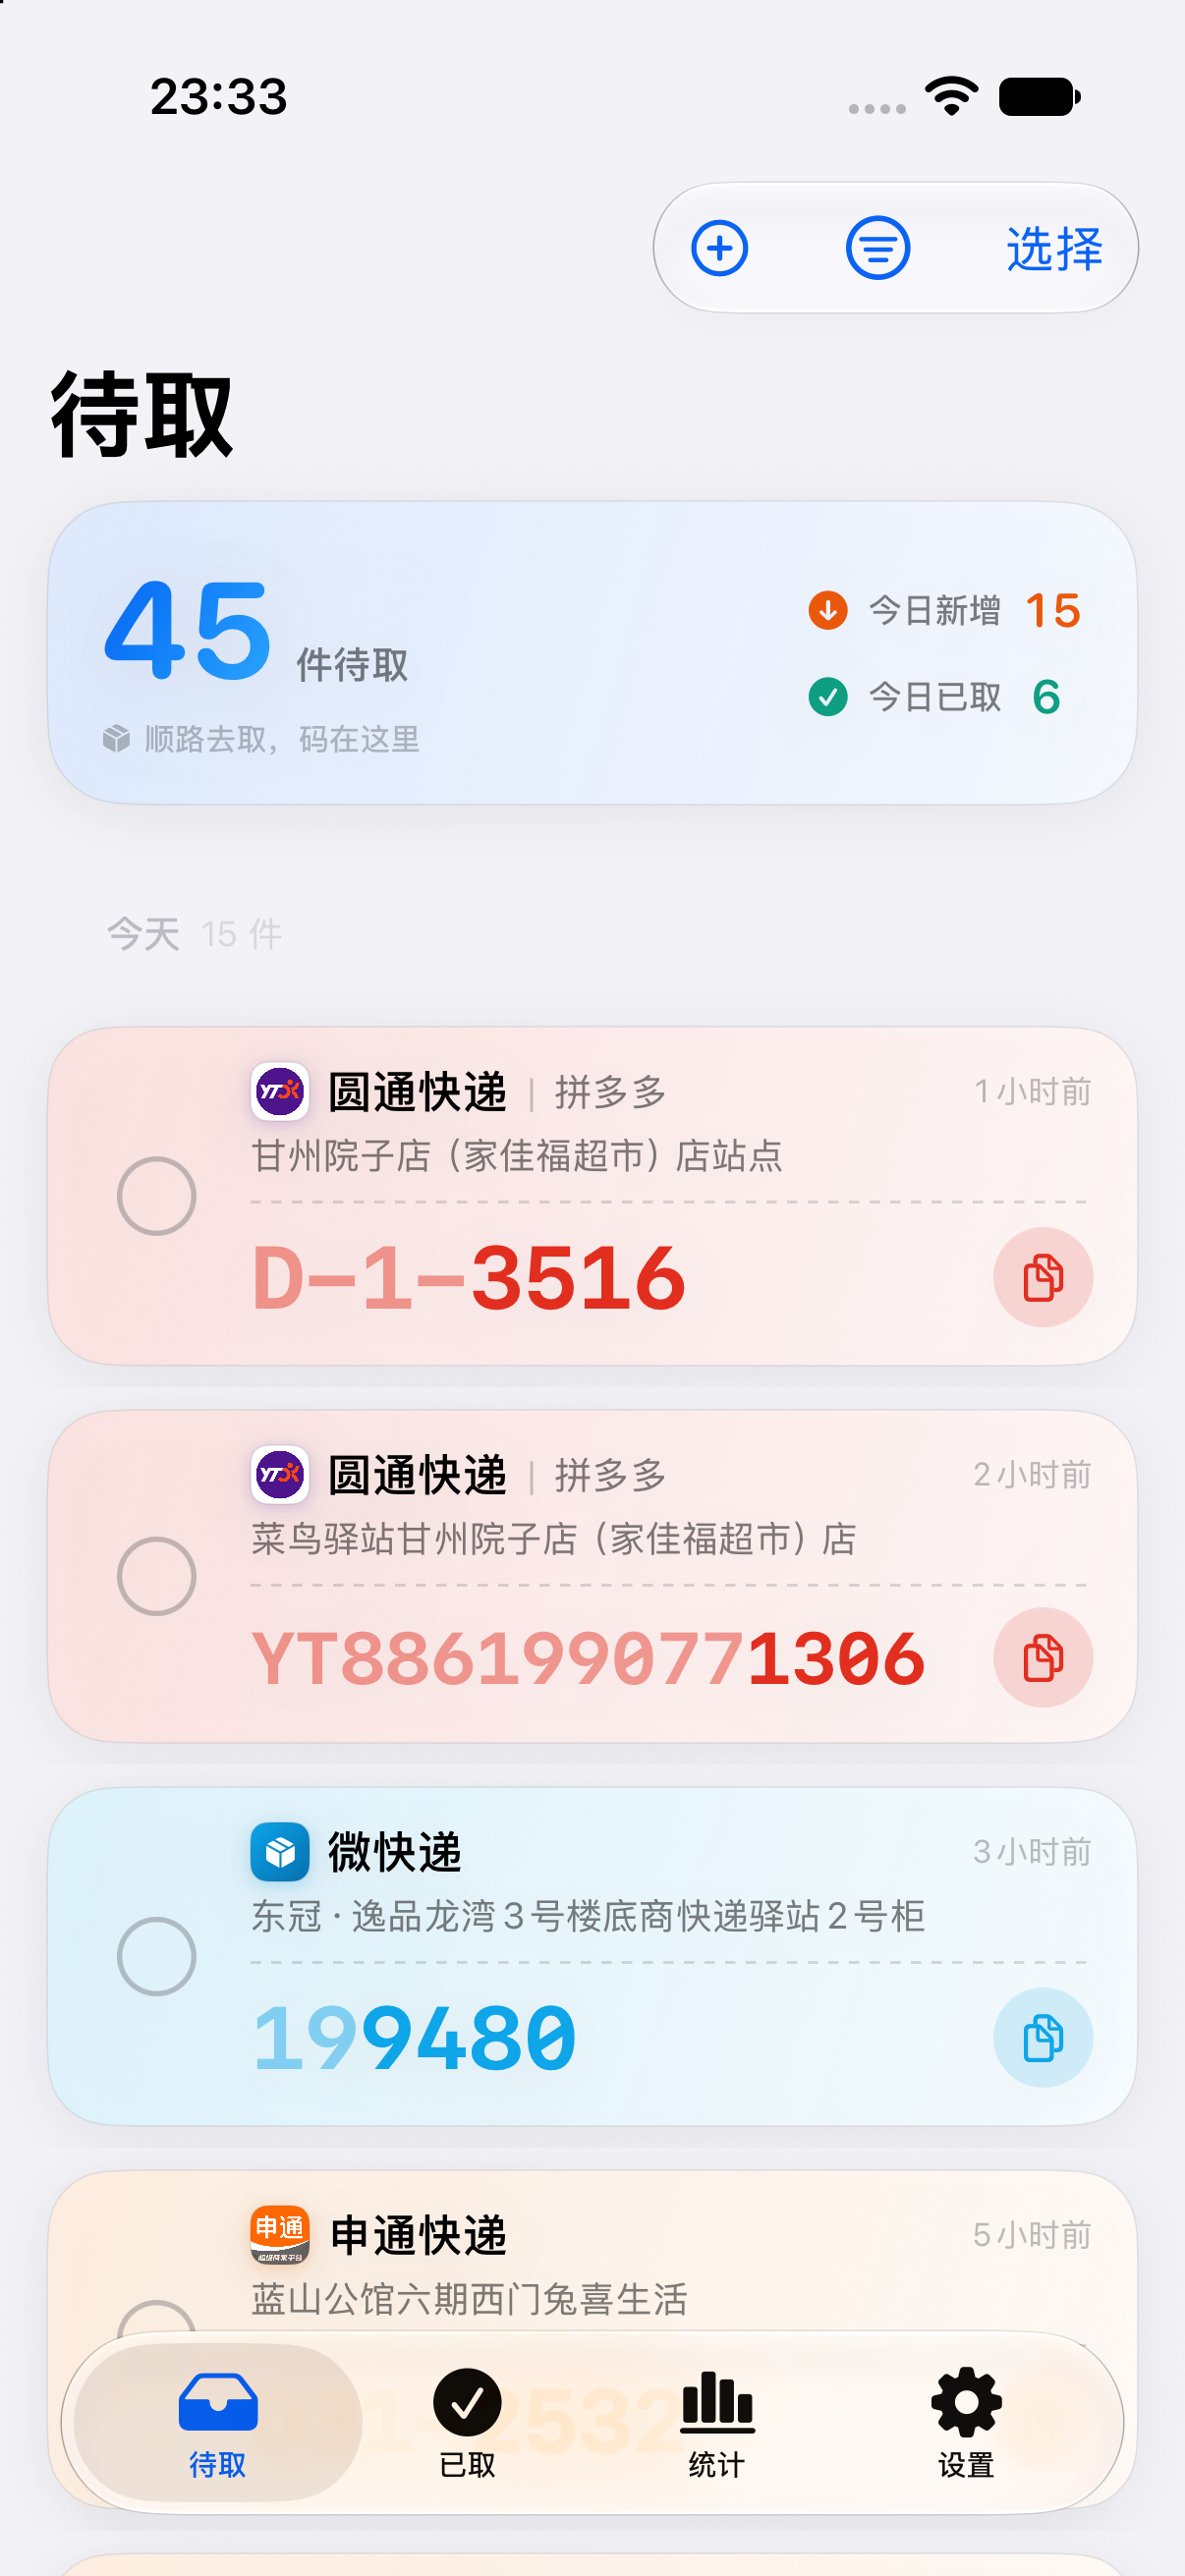 23:33
选择
待取
45 件待取
今日新增 15
今日已取 6
顺路去取，码在这里
今天 15 件
圆通快递 | 拼多多 1小时前
甘州院子店（家佳福超市）店站点
D-1-3516
圆通快递 | 拼多多 2小时前
菜鸟驿站甘州院子店（家佳福超市）店
YT8861990771306
微快递 3小时前
东冠·逸品龙湾3号楼底商快递驿站2号柜
199480
申通 申通快递 5小时前
蓝山公馆六期西门兔喜生活
待取 已取 统计 设置